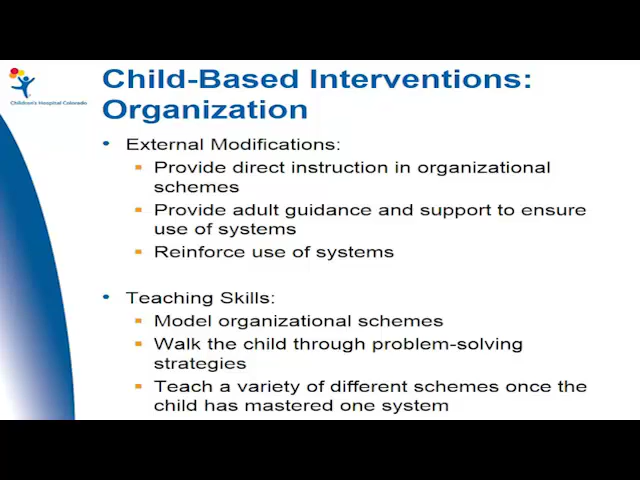 Children's Hospital Colorado
Child-Based Interventions:
Organization
• External Modifications:
Provide direct instruction in organizational
schemes
Provide adult guidance and support to ensure
use of systems
Reinforce use of systems
• Teaching Skills:
Model organizational schemes
Walk the child through problem-solving
strategies
Teach a variety of different schemes once the
child has mastered one system